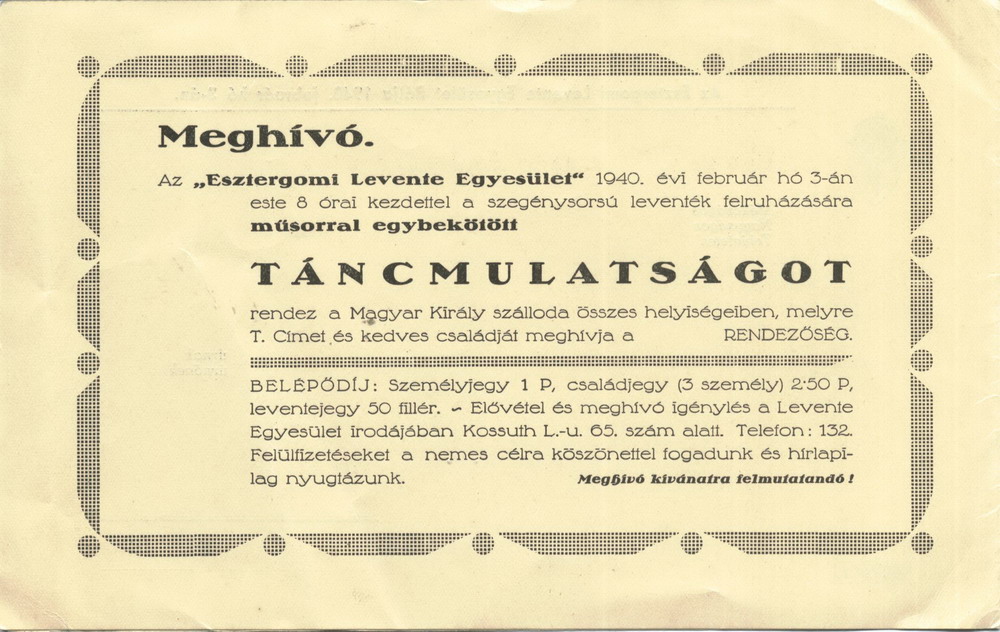 Meghívó.
Az „Esztergomi Levente Egyesület“ 1940. évi február hó 3-án
este 8 órai kezdettel a szegénysorsú leventék felruházására
műsorral egybekötött
TÁNCMULATSÁGOT
rendez a Magyar Király szálloda összes helyiségeiben, melyre
T. Címet és kedves családját meghívja a RENDEZŐSÉG.
BELÉPŐDÍJ: Személyjegy 1 P, családjegy (3 személy) 2·50 P,
leventejegy 50 fillér. ~ Elővétel és meghívó igénylés a Levente
Egyesület irodájában Kossuth L.-u. 65. szám alatt. Telefon: 132.
Felülfizetéseket a nemes célra köszönettel fogadunk és hírlapi-
lag nyugtázunk. Meghívó kívánatra felmutatandó!